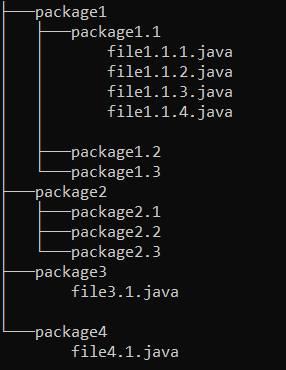 package1
package1.1
file1.1.1.java
file1.1.2.java
file1.1.3.java
file1.1.4.java
package1.2
package1.3
package2
package2.1
package2.2
package2.3
package3
file3.1.java
package4
file4.1.java